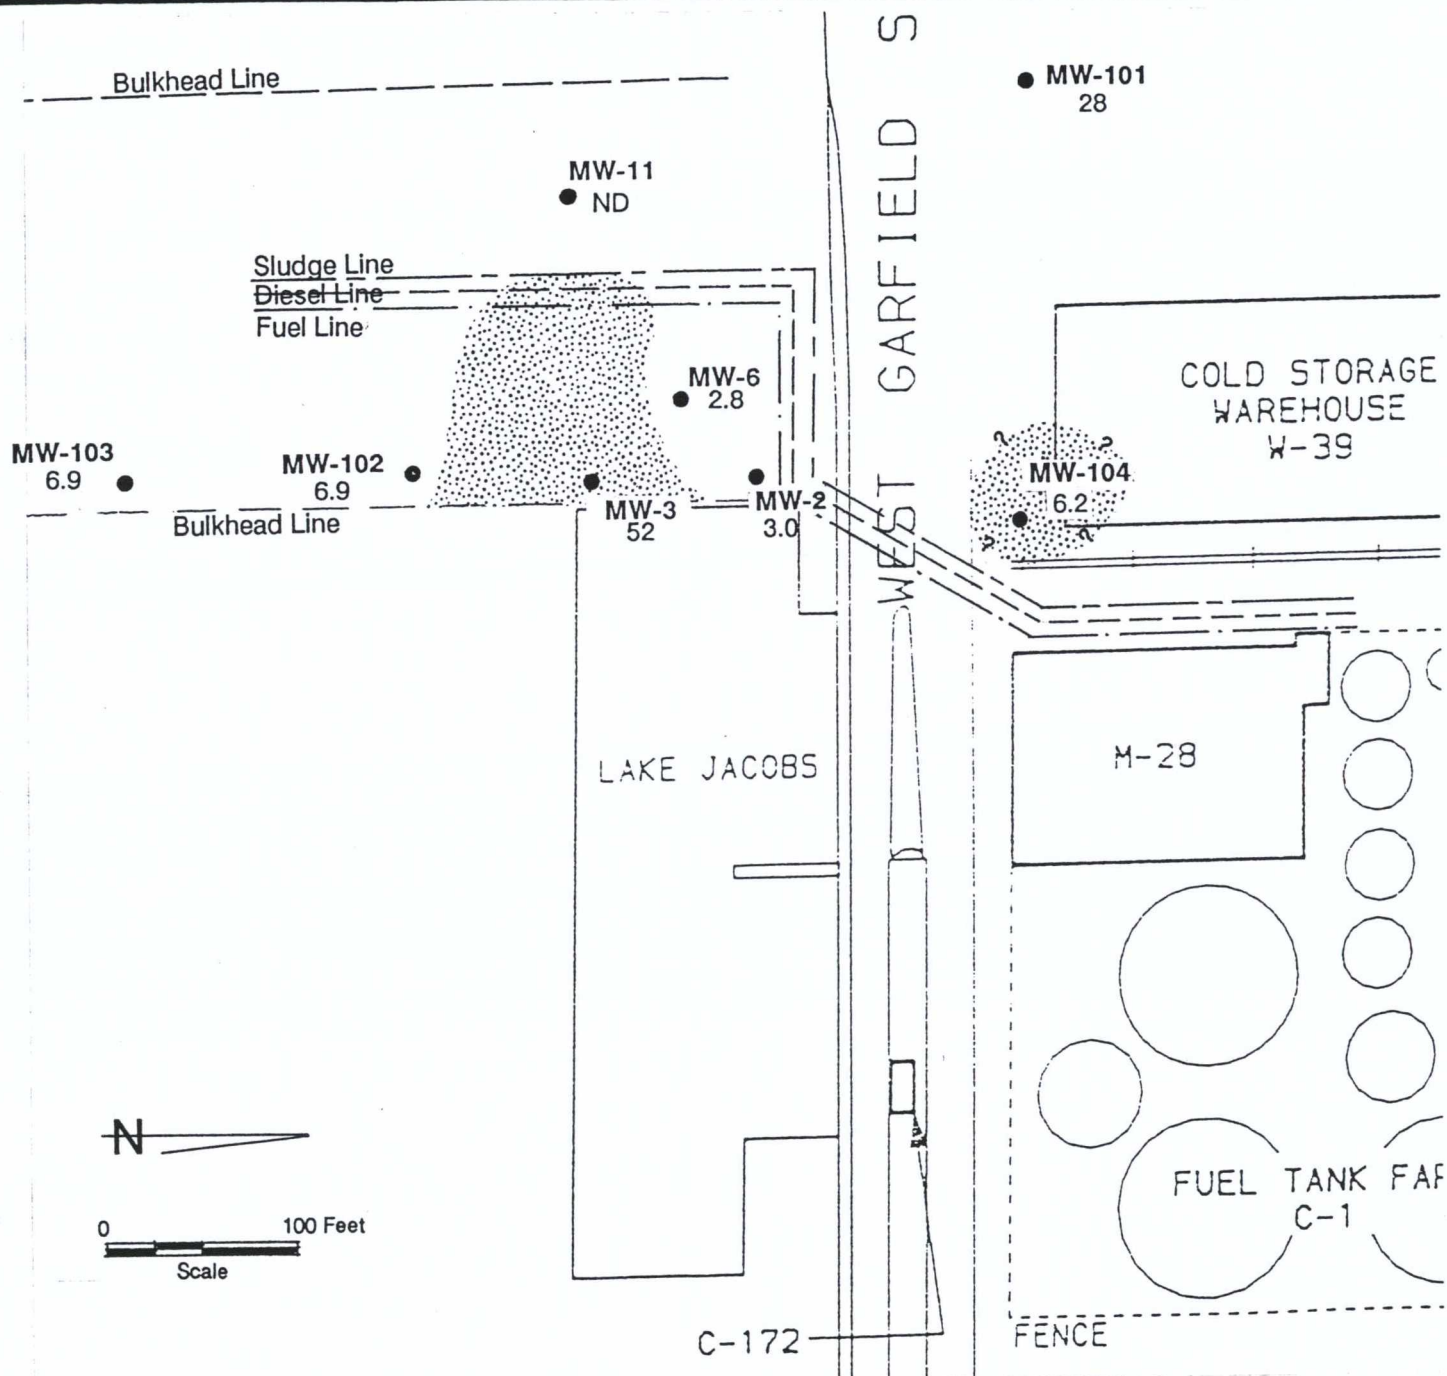 Bulkhead Line
WEST GARFIELD S
MW-101
28
MW-11
ND
Sludge Line
Diesel Line
Fuel Line
MW-6
2.8
COLD STORAGE
WAREHOUSE
W-39
MW-103
6.9
MW-102
6.9
MW-3
52
MW-2
3.0
MW-104
6.2
?
?
?
?
Bulkhead Line
LAKE JACOBS
M-28
N
0 100 Feet
Scale
FUEL TANK FAR
C-1
C-172
FENCE